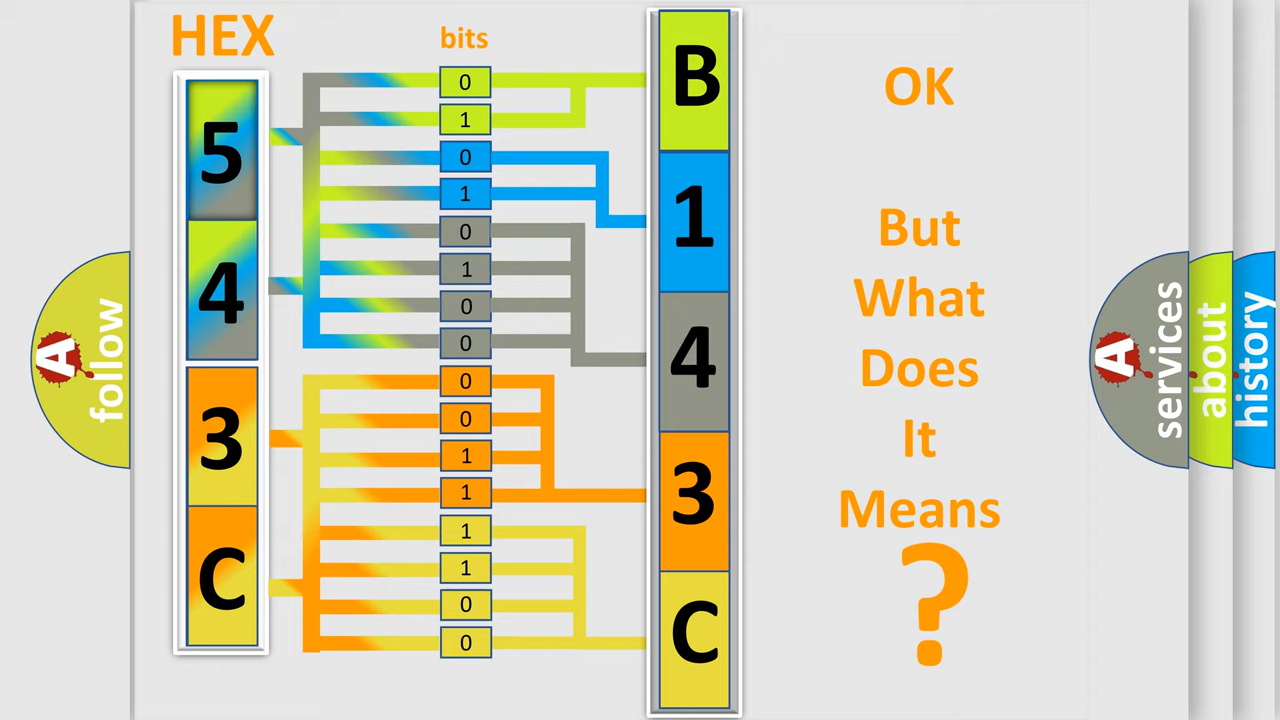 HEX
bits
5
4
3
C
0
1
0
1
0
1
0
0
0
0
1
1
1
1
0
0
B
1
4
3
C
OK
But
What
Does
It
Means
?
A
follow
A
services
about
history